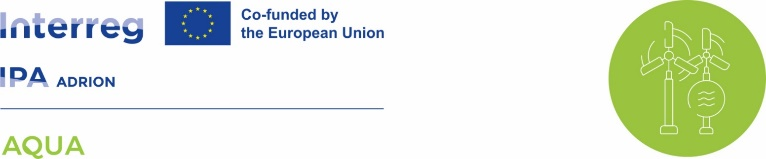 Interreg
Co-funded by
the European Union
IPA ADRION
AQUA